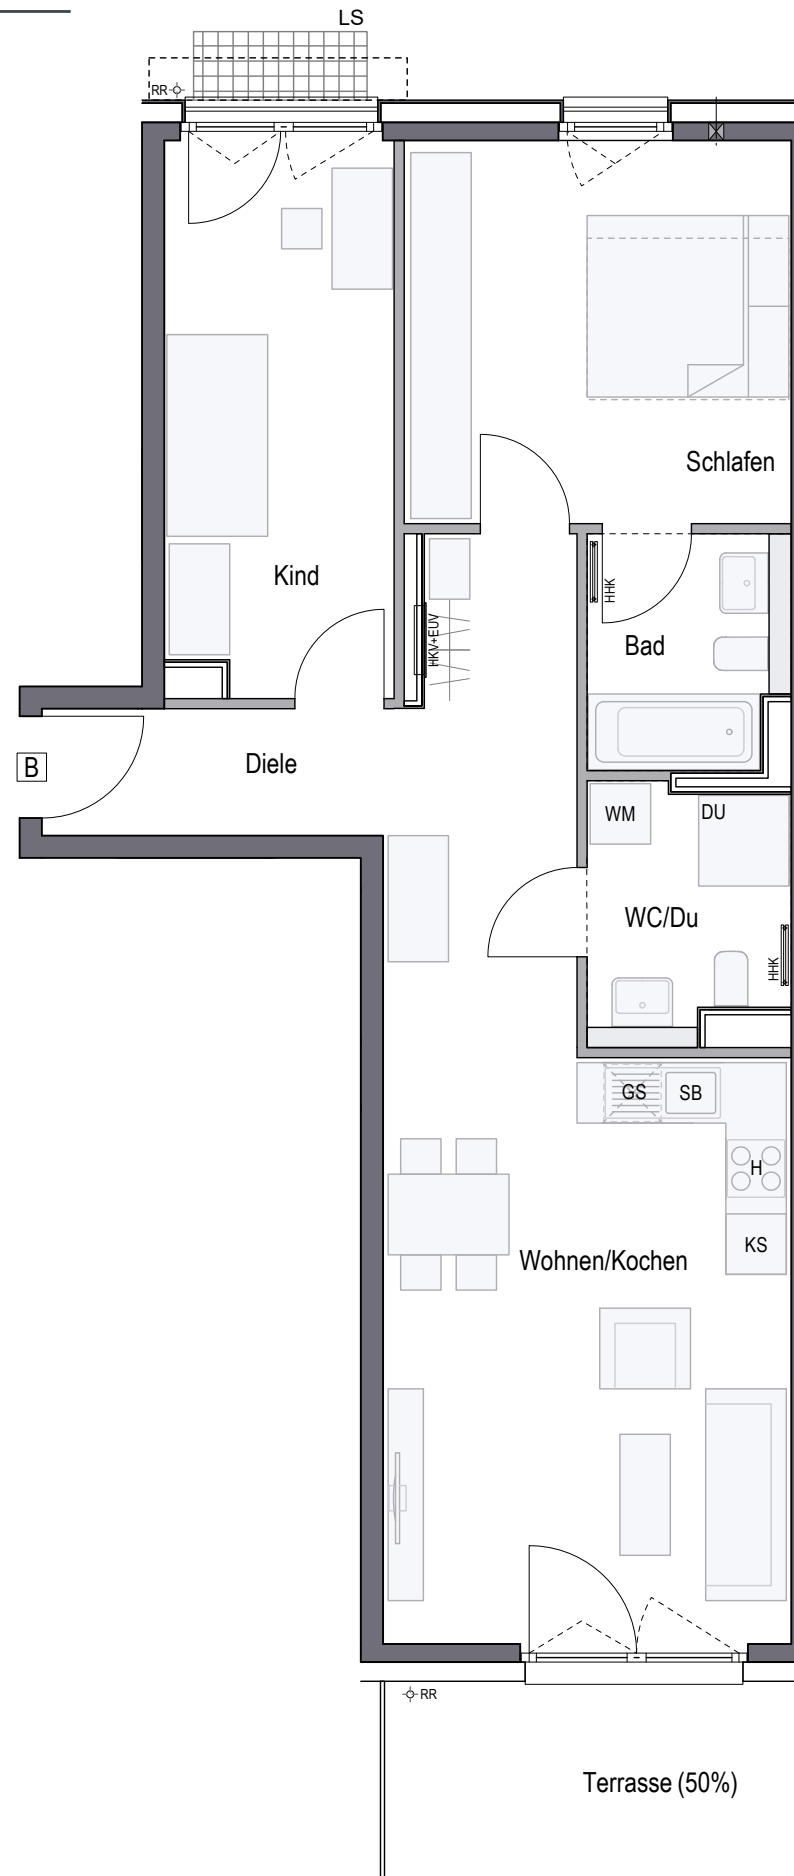 LS
RR
Schlafen
Kind
HKV+EUV
HHK
Bad
B
Diele
WM
DU
WC/Du
HHK
GS
SB
H
KS
Wohnen/Kochen
RR
Terrasse (50%)